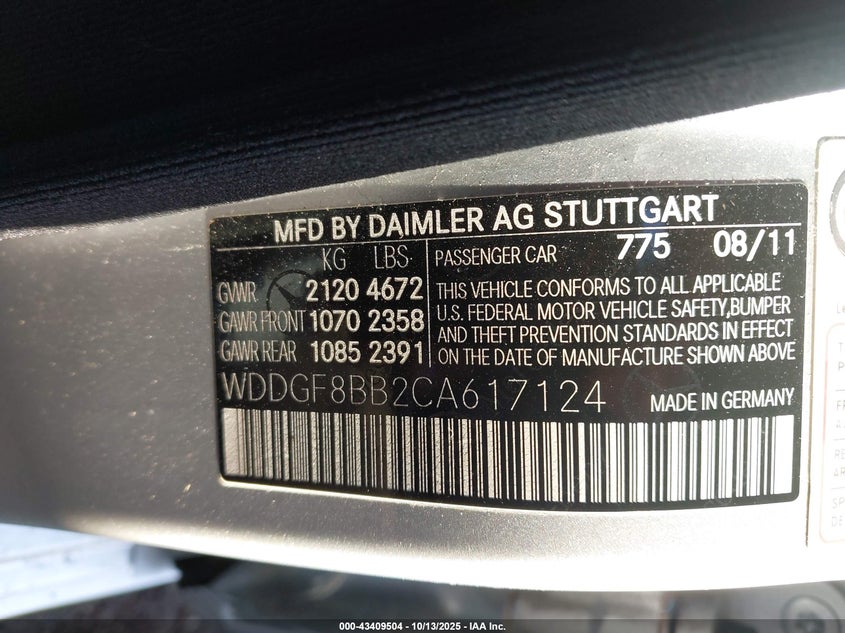 MFD BY DAIMLER AG STUTTGART
KG LBS
GVWR 2120 4672
GAWR FRONT 1070 2358
GAWR REAR 1085 2391
PASSENGER CAR 775 08/11
THIS VEHICLE CONFORMS TO ALL APPLICABLE
U.S. FEDERAL MOTOR VEHICLE SAFETY,BUMPER
AND THEFT PREVENTION STANDARDS IN EFFECT
ON THE DATE OF MANUFACTURE SHOWN ABOVE
WDDGF8BB2CA617124 MADE IN GERMANY
000-43409504 | 10/13/2025 - IAA Inc.